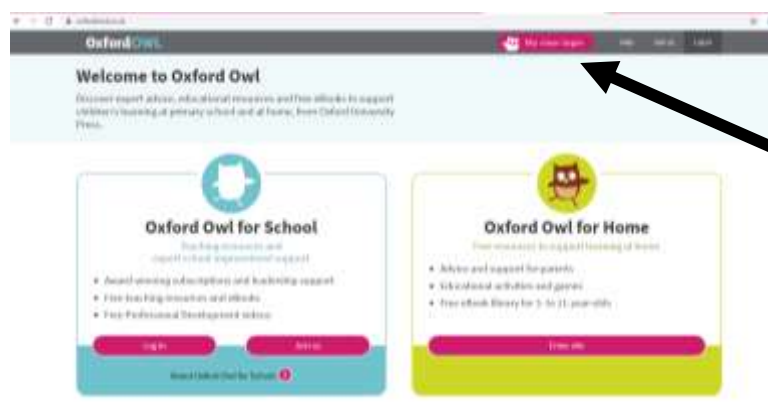 Oxford OWL
My class login
Help
Join us
Log in
Welcome to Oxford Owl
Discover expert advice, educational resources and free eBooks to support
children's learning at primary school and at home, from Oxford University
Press.
Oxford Owl for School
Teaching resources and
expert school improvement support
Award-winning subscriptions and leadership support
Free teaching resources and eBooks
Free Professional Development videos
Log in
Join us
About Oxford Owl for School
Oxford Owl for Home
Free resources to support learning at home
Advice and support for parents
Educational activities and games
Free eBook library for 3- to 11-year-olds
Enter site